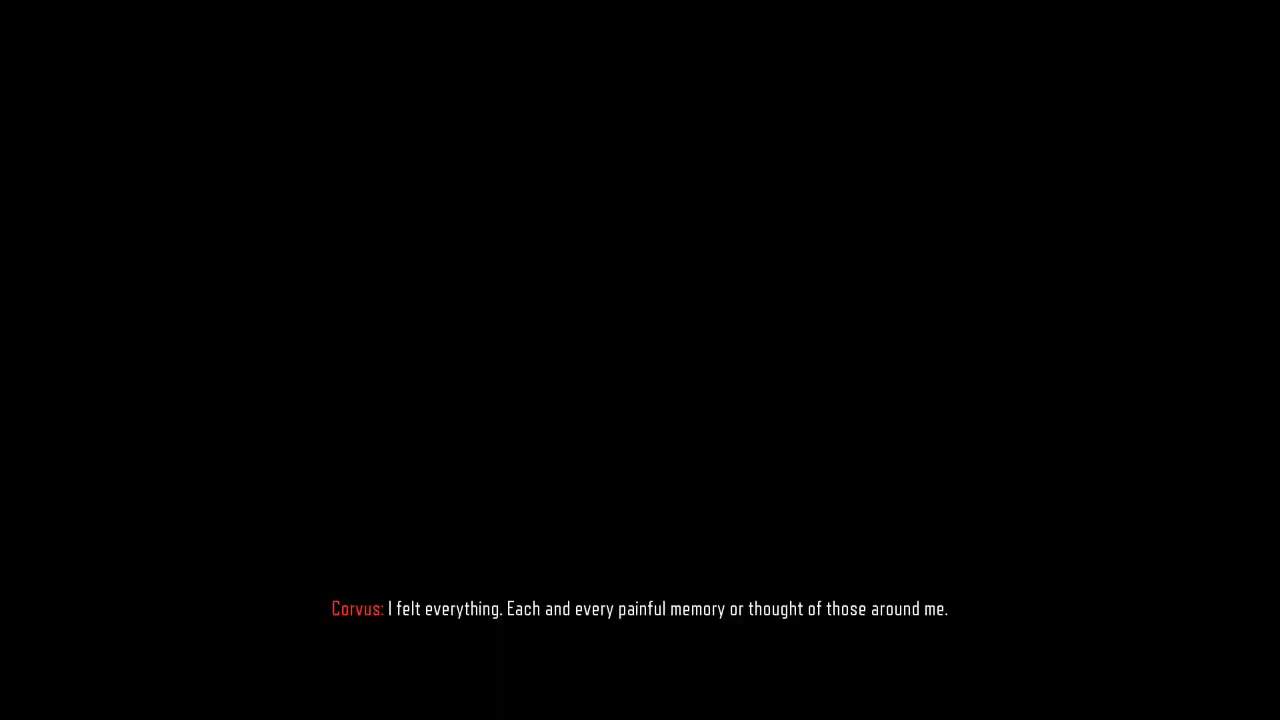 Corvus: I felt everything. Each and every painful memory or thought of those around me.